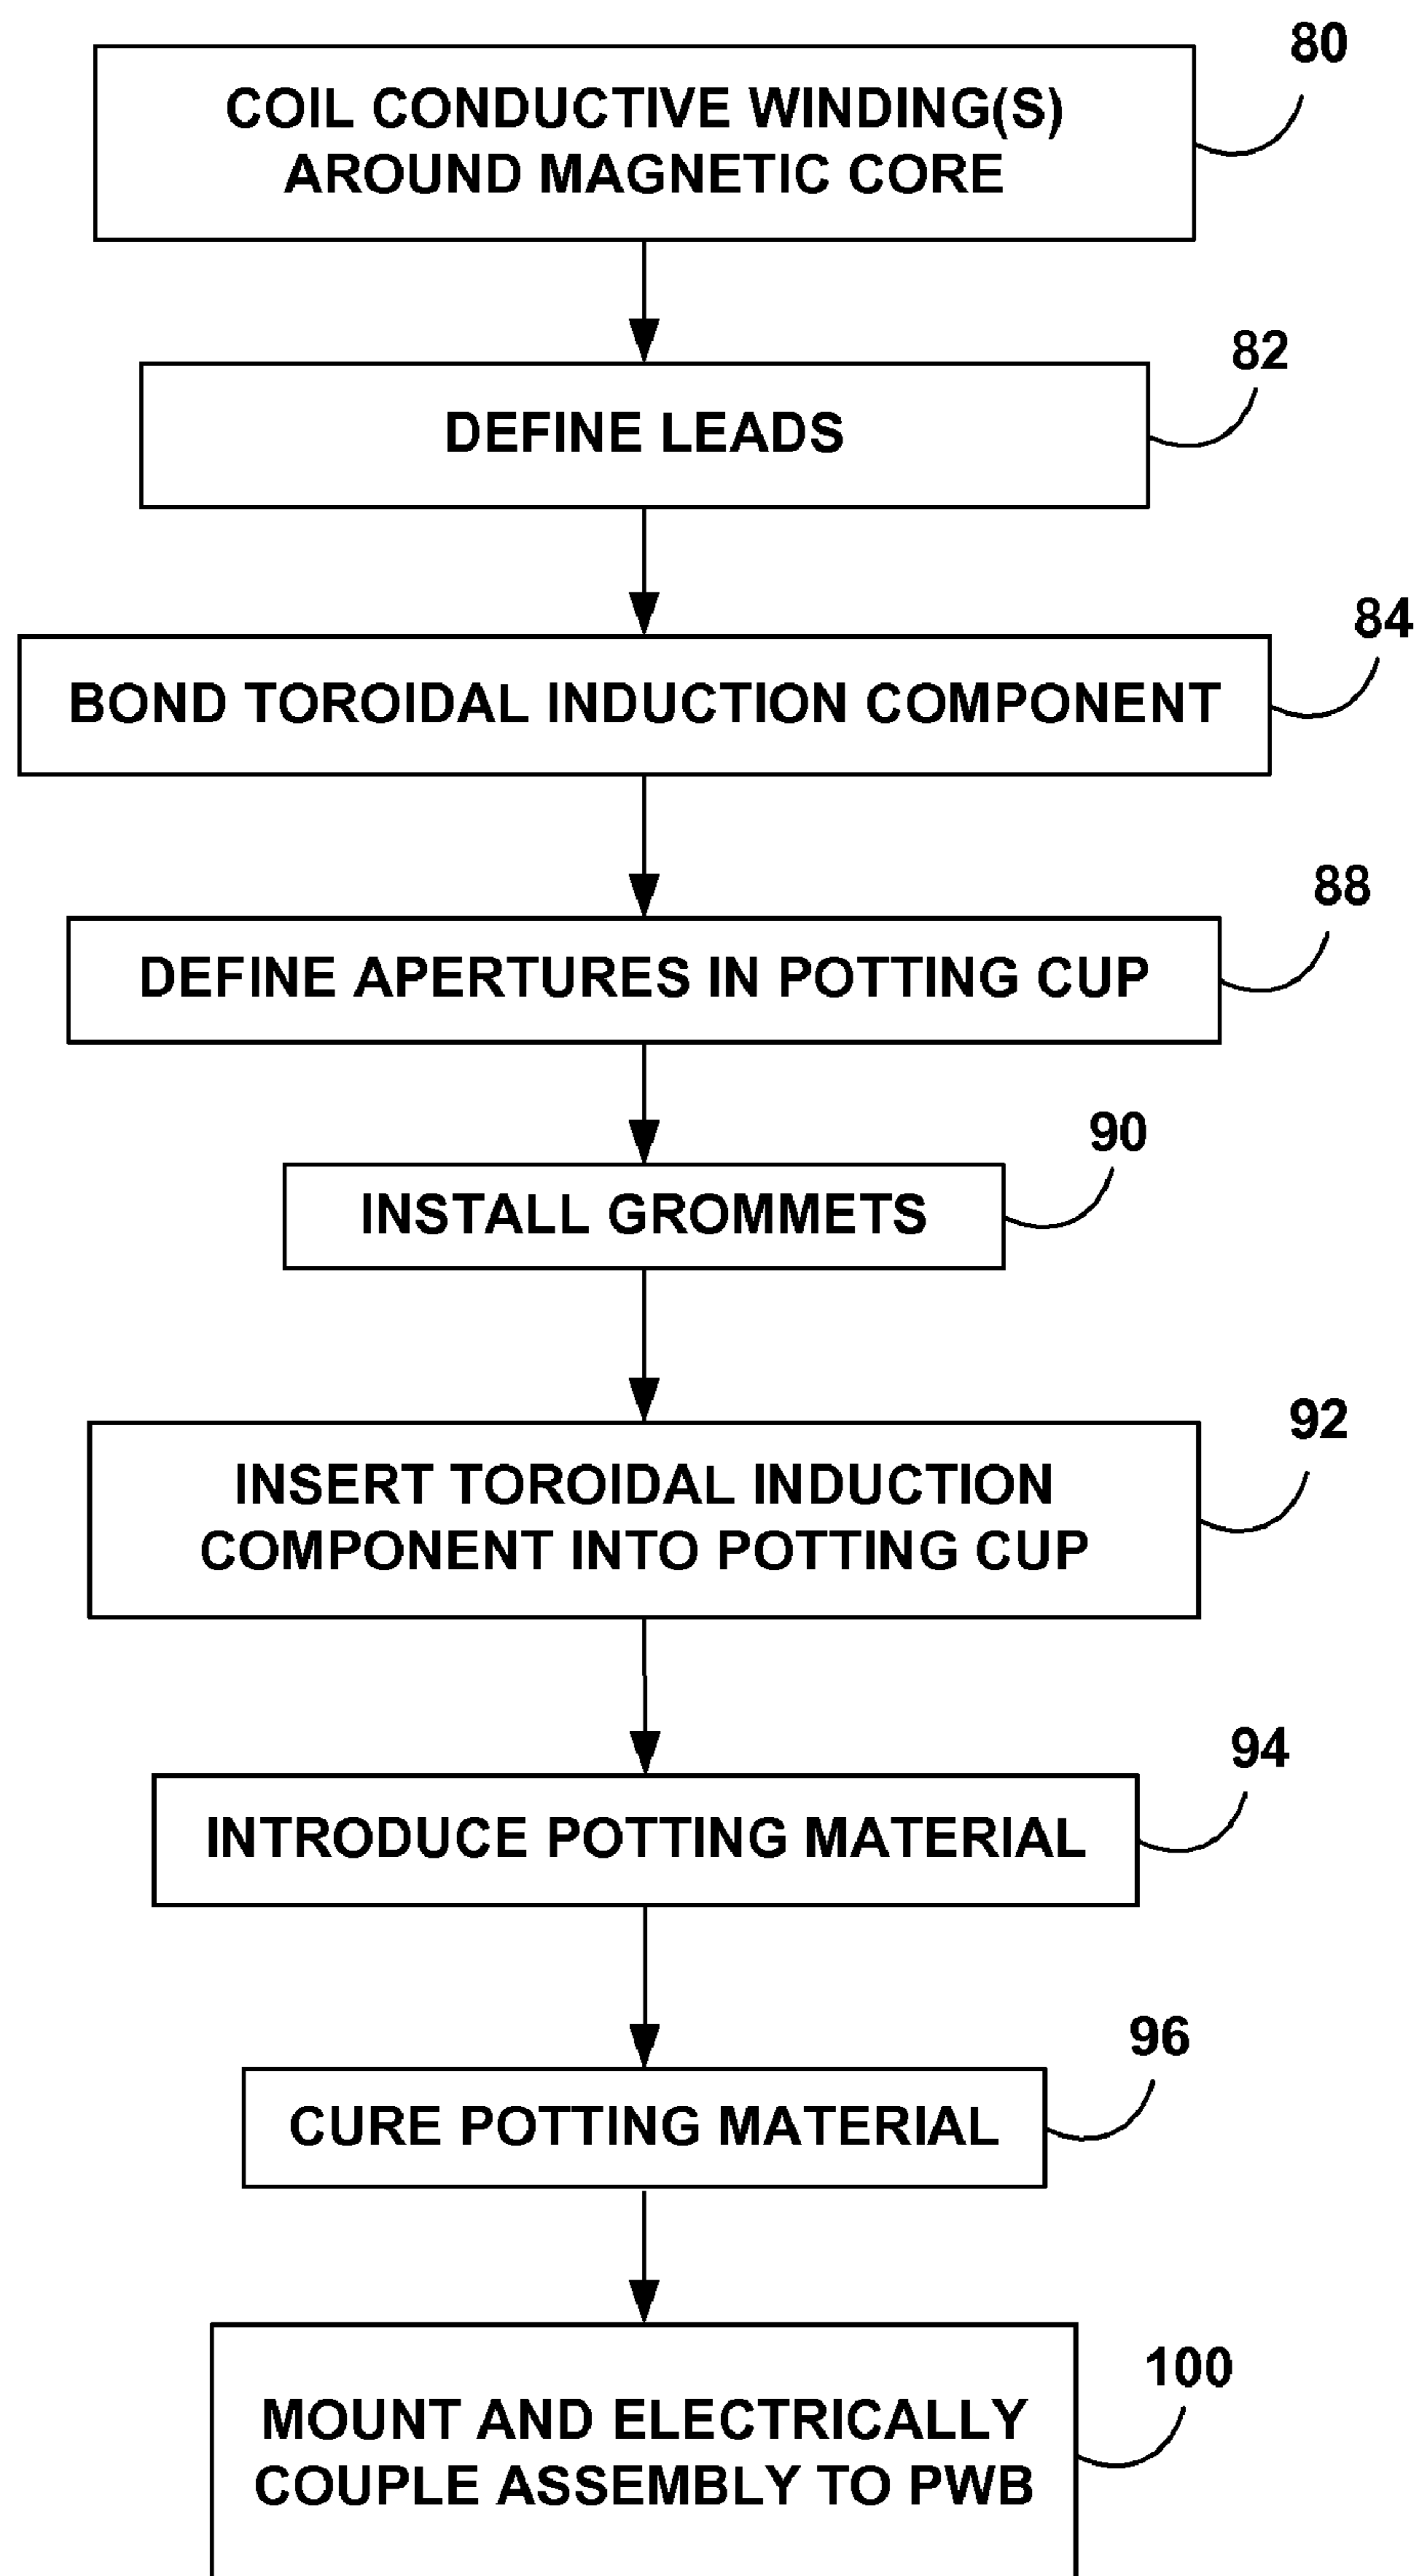 80
COIL CONDUCTIVE WINDING(S)
AROUND MAGNETIC CORE
82
DEFINE LEADS
84
BOND TOROIDAL INDUCTION COMPONENT
88
DEFINE APERTURES IN POTTING CUP
90
INSTALL GROMMETS
92
INSERT TOROIDAL INDUCTION
COMPONENT INTO POTTING CUP
94
INTRODUCE POTTING MATERIAL
96
CURE POTTING MATERIAL
100
MOUNT AND ELECTRICALLY
COUPLE ASSEMBLY TO PWB